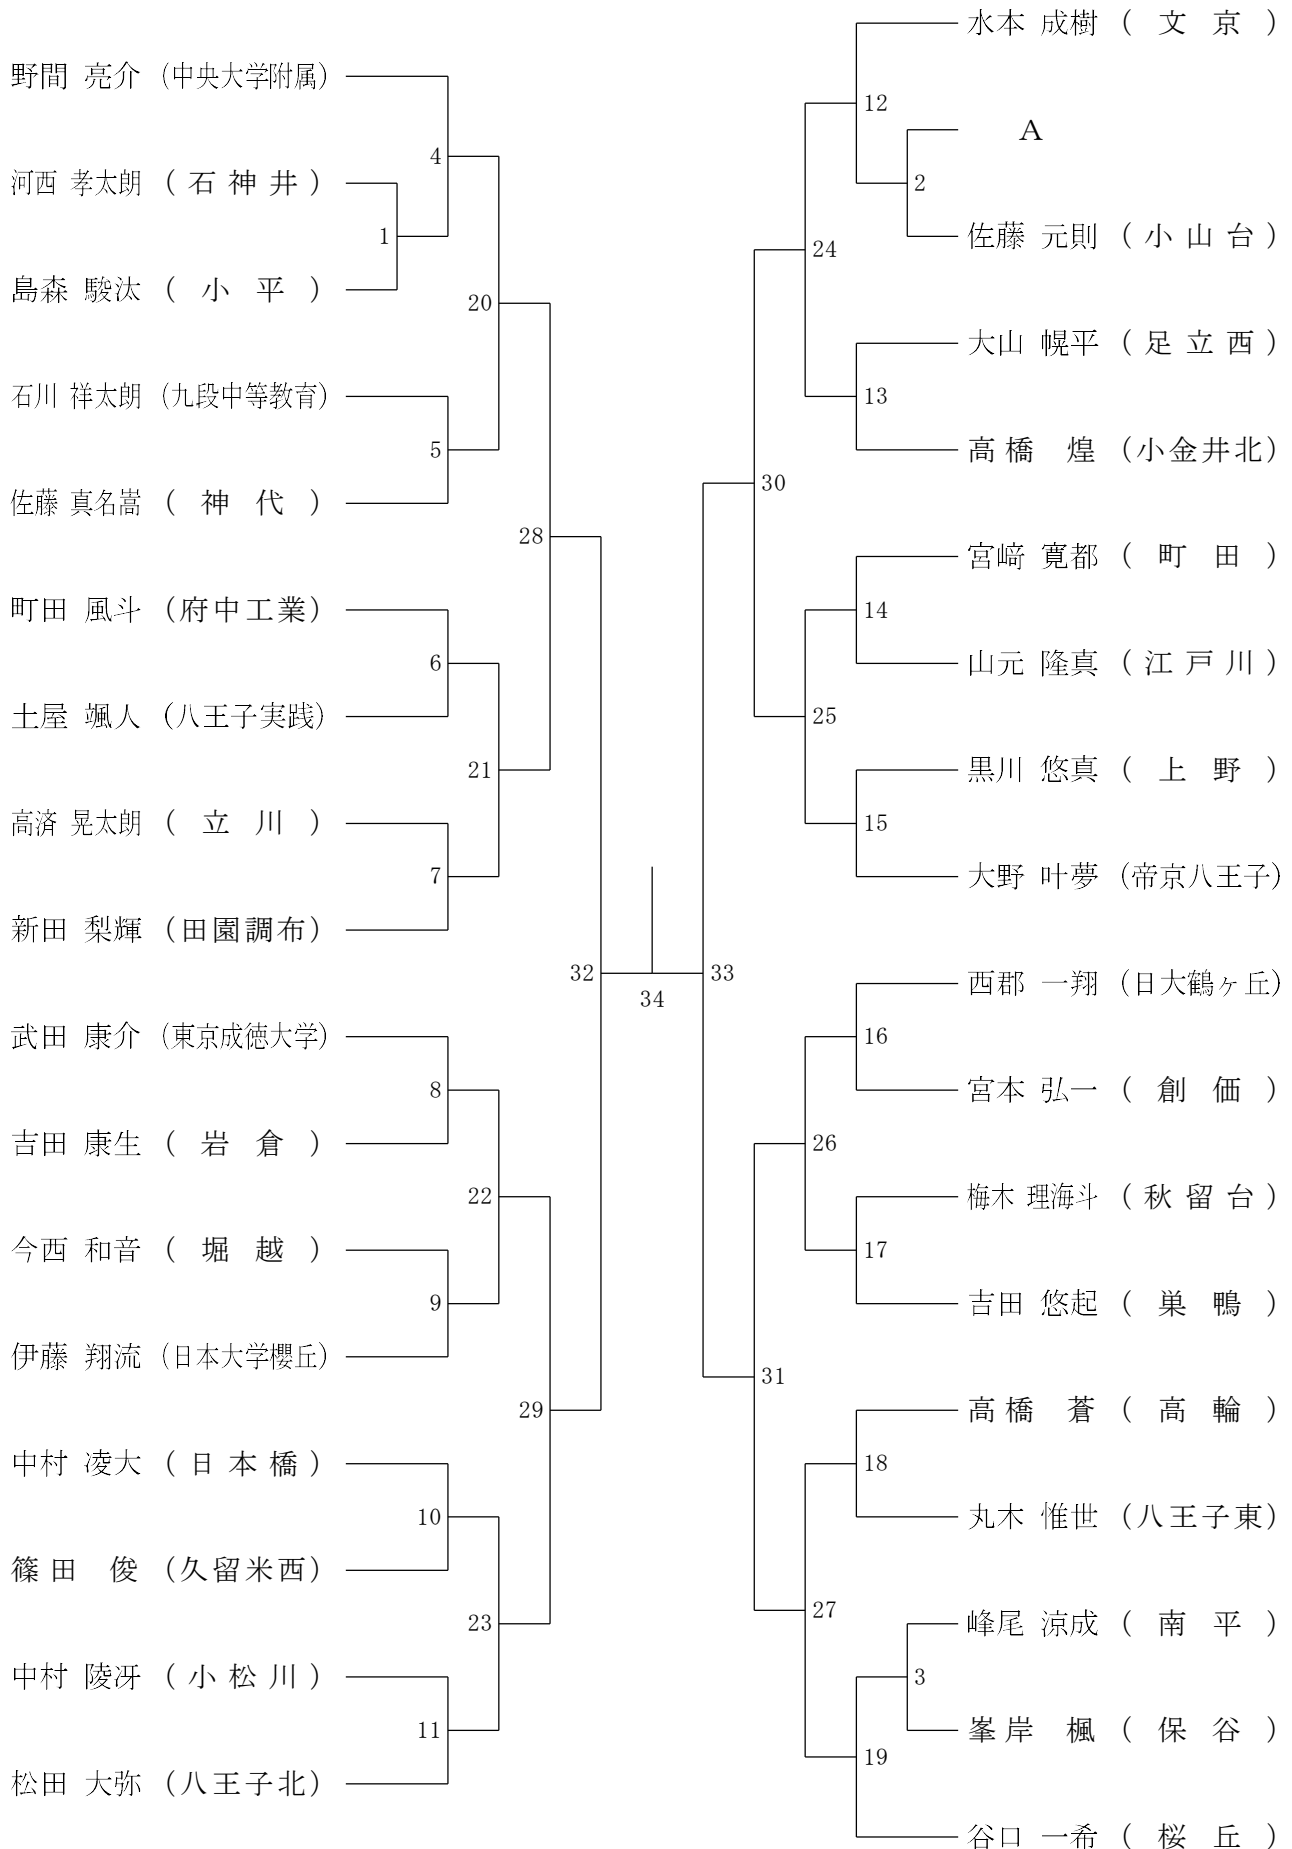 野間 亮介 (中央大学附属)
4
河西 孝太朗 ( 石 神 井 )
1
島森 駿汰 ( 小 平 )
20
石川 祥太朗 (九段中等教育)
5
佐藤 真名嵩 ( 神 代 )
28
町田 風斗 (府中工業)
6
土屋 颯人 (八王子実践)
21
高済 晃太朗 ( 立 川 )
7
新田 梨輝 (田園調布)
32
武田 康介 (東京成徳大学)
8
吉田 康生 ( 岩 倉 )
22
今西 和音 ( 堀 越 )
9
伊藤 翔流 (日本大学櫻丘)
29
中村 凌大 ( 日 本 橋 )
10
篠田 俊 (久留米西)
23
中村 陵冴 ( 小 松 川 )
11
松田 大弥 (八王子北)
34
水本 成樹 ( 文 京 )
12
A
2
佐藤 元則 ( 小 山 台 )
24
大山 幌平 ( 足 立 西 )
13
高橋 煌 (小金井北)
30
宮﨑 寛都 ( 町 田 )
14
山元 隆真 ( 江 戸 川 )
25
黒川 悠真 ( 上 野 )
15
大野 叶夢 (帝京八王子)
33
西郡 一翔 (日大鶴ヶ丘)
16
宮本 弘一 ( 創 価 )
26
梅木 理海斗 ( 秋 留 台 )
17
吉田 悠起 ( 巣 鴨 )
31
高橋 蒼 ( 高 輪 )
18
丸木 惟世 (八王子東)
27
峰尾 涼成 ( 南 平 )
3
峯岸 楓 ( 保 谷 )
19
谷口 一希 ( 桜 丘 )